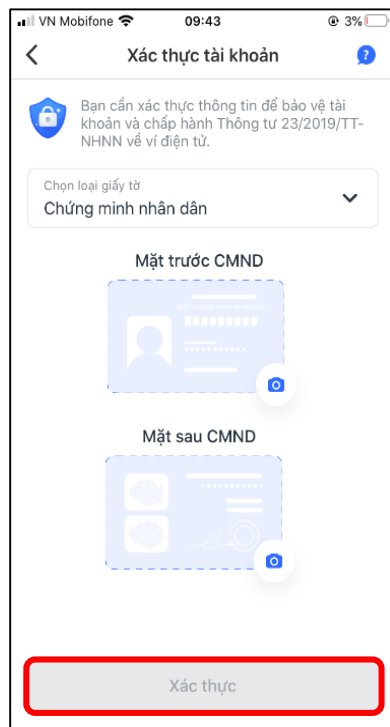 VN Mobifone 09:43 3%
Xác thực tài khoản ?
Bạn cần xác thực thông tin để bảo vệ tài
khoản và chấp hành Thông tư 23/2019/TT-
NHNN về ví điện tử.
Chọn loại giấy tờ
Chứng minh nhân dân
Mặt trước CMND
Mặt sau CMND
Xác thực